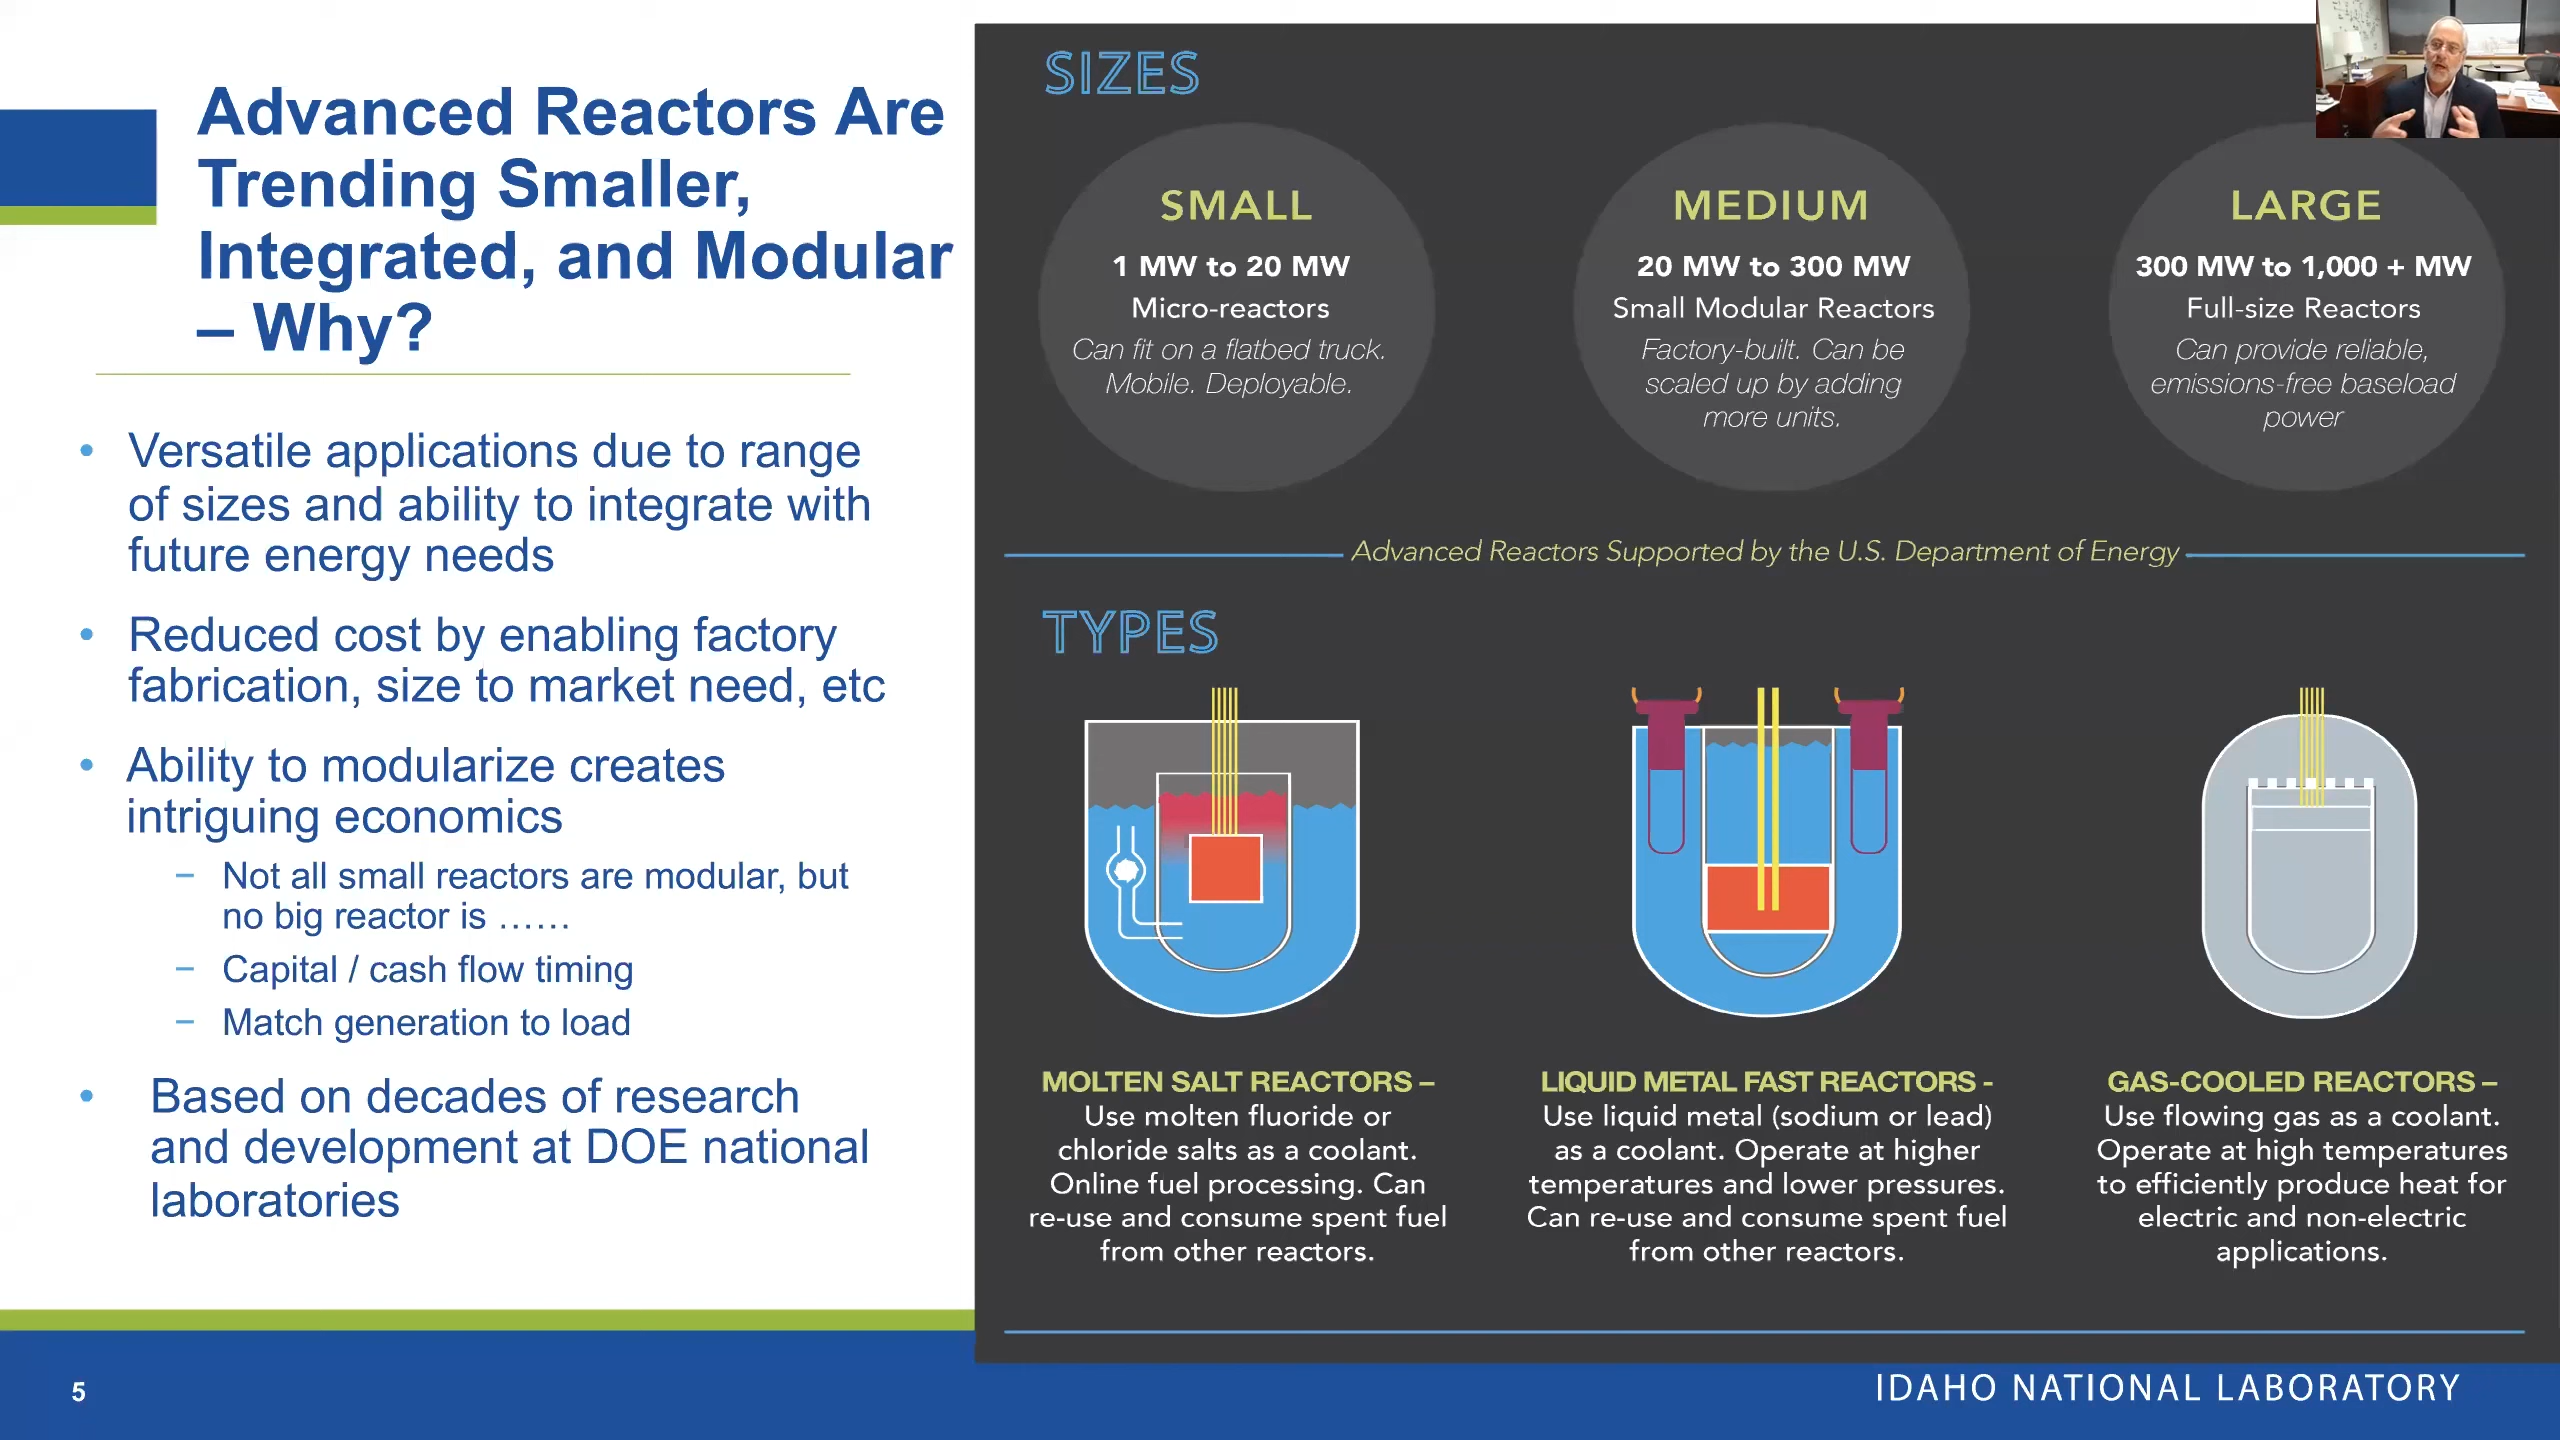 Advanced Reactors Are
Trending Smaller,
Integrated, and Modular
– Why?
• Versatile applications due to range
of sizes and ability to integrate with
future energy needs
• Reduced cost by enabling factory
fabrication, size to market need, etc
• Ability to modularize creates
intriguing economics
− Not all small reactors are modular, but
no big reactor is ……
− Capital / cash flow timing
− Match generation to load
• Based on decades of research
and development at DOE national
laboratories
SIZES
SMALL
1 MW to 20 MW
Micro-reactors
Can fit on a flatbed truck.
Mobile. Deployable.
MEDIUM
20 MW to 300 MW
Small Modular Reactors
Factory-built. Can be
scaled up by adding
more units.
LARGE
300 MW to 1,000 + MW
Full-size Reactors
Can provide reliable,
emissions-free baseload
power
Advanced Reactors Supported by the U.S. Department of Energy
TYPES
MOLTEN SALT REACTORS –
Use molten fluoride or
chloride salts as a coolant.
Online fuel processing. Can
re-use and consume spent fuel
from other reactors.
LIQUID METAL FAST REACTORS -
Use liquid metal (sodium or lead)
as a coolant. Operate at higher
temperatures and lower pressures.
Can re-use and consume spent fuel
from other reactors.
GAS-COOLED REACTORS –
Use flowing gas as a coolant.
Operate at high temperatures
to efficiently produce heat for
electric and non-electric
applications.
5
IDAHO NATIONAL LABORATORY